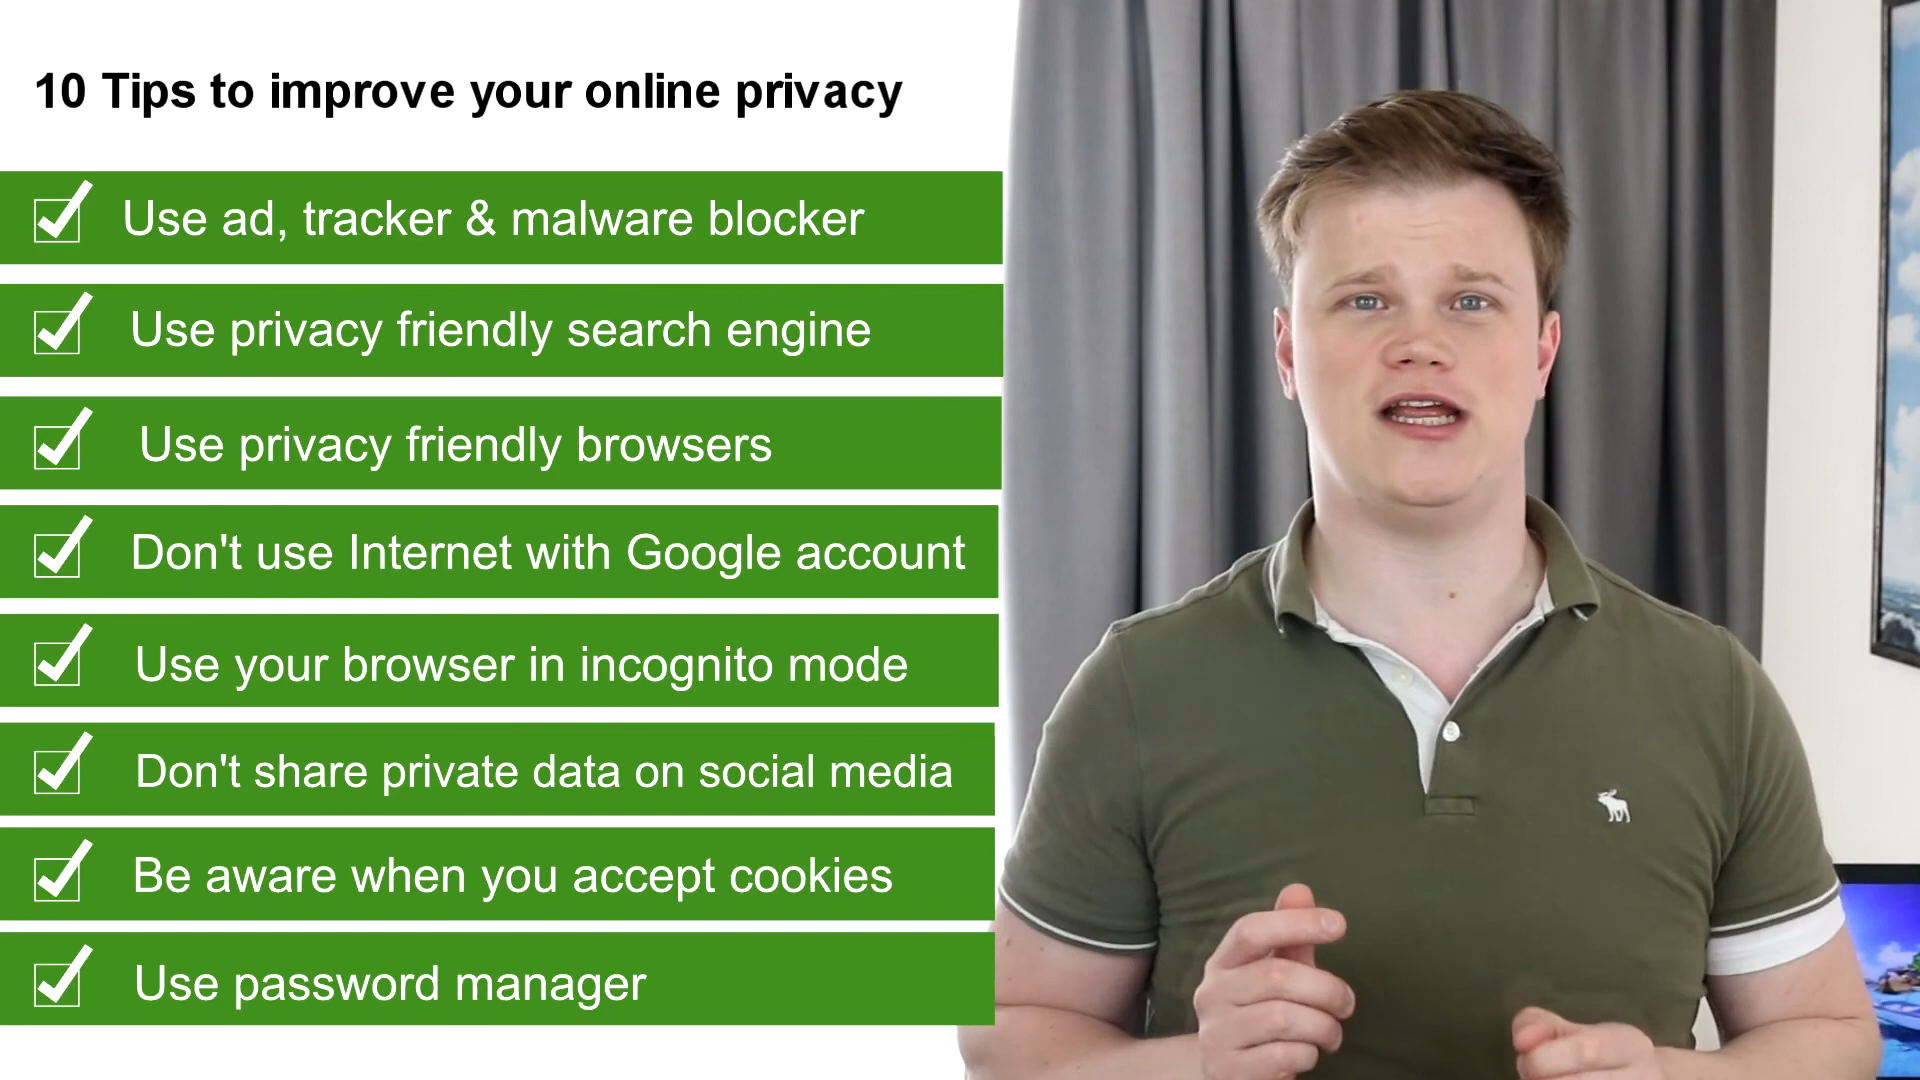 10 Tips to improve your online privacy
Use ad, tracker & malware blocker
Use privacy friendly search engine
Use privacy friendly browsers
Don't use Internet with Google account
Use your browser in incognito mode
Don't share private data on social media
Be aware when you accept cookies
Use password manager